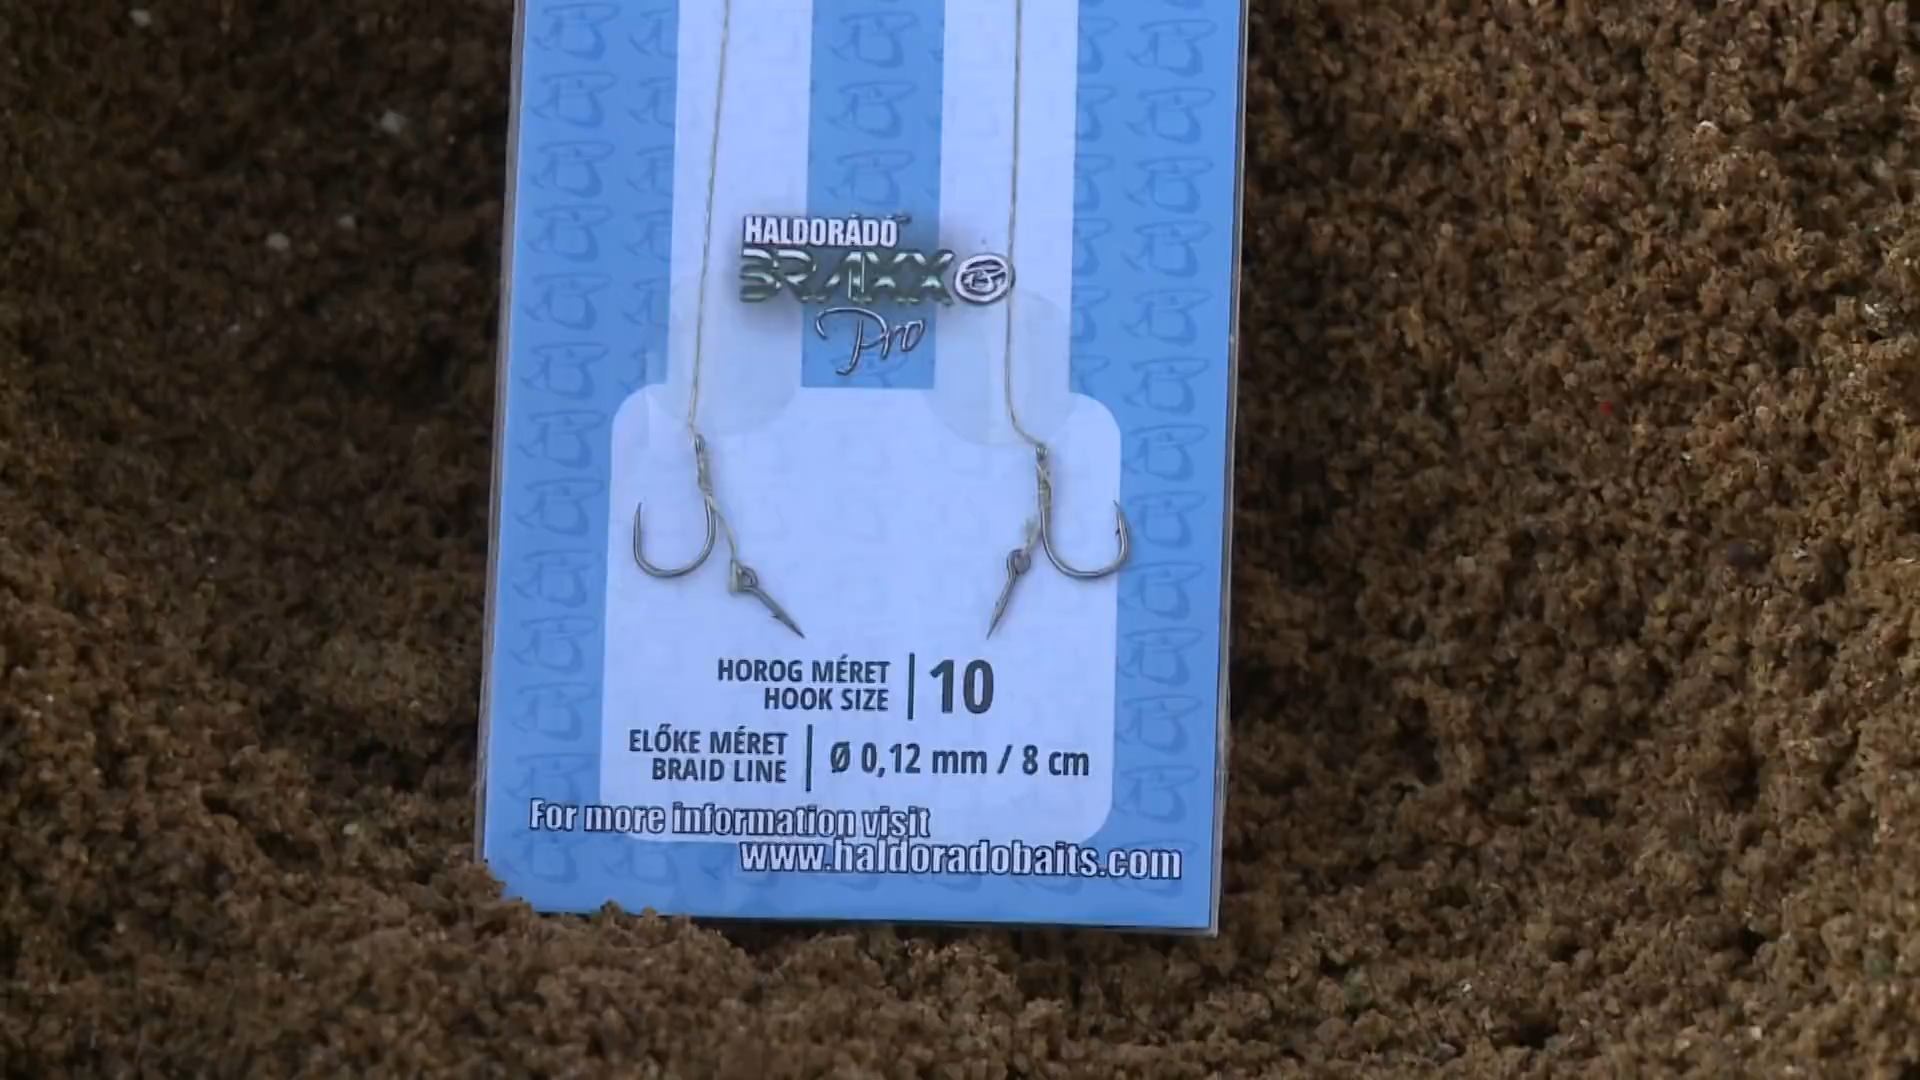 HALDORÁDÓ
BRAXX
Pro
HOROG MÉRET
HOOK SIZE
10
ELŐKE MÉRET
BRAID LINE
Ø 0,12 mm / 8 cm
For more information visit
www.haldoradobaits.com